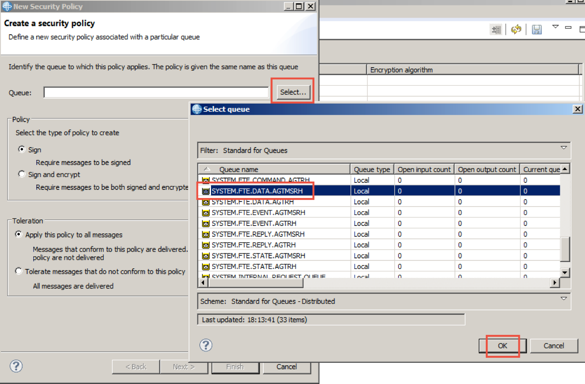 New Security Policy
Create a security policy
Define a new security policy associated with a particular queue
Identify the queue to which this policy applies. The policy is given the same name as this queue
Queue:
Select...
Policy
Select the type of policy to create
Sign
Require messages to be signed
Sign and encrypt
Require messages to be both signed and encrypte
Toleration
Apply this policy to all messages
Messages that conform to this policy are delivered.
policy are not delivered
Tolerate messages that do not conform to this policy
All messages are delivered
< Back
Next >
Finish
Cancel
Encryption algorithm
Select queue
Filter: Standard for Queues
Queue name Queue type Open input count Open output count Current que
SYSTEM.FTE.COMMAND.AGTRH Local 0 0 0
SYSTEM.FTE.DATA.AGTMSRH Local 0 0 0
SYSTEM.FTE.DATA.AGTRH Local 0 0 0
SYSTEM.FTE.EVENT.AGTMSRH Local 0 0 0
SYSTEM.FTE.EVENT.AGTRH Local 0 0 0
SYSTEM.FTE.REPLY.AGTMSRH Local 0 0 0
SYSTEM.FTE.REPLY.AGTRH Local 0 0 0
SYSTEM.FTE.STATE.AGTMSRH Local 0 0 0
SYSTEM.FTE.STATE.AGTRH Local 0 0 0
SYSTEM.INTERNAL.REQUEST.QUEUE Local 0 0 0
Scheme: Standard for Queues - Distributed
Last updated: 18:13:41 (33 items)
OK
Cancel